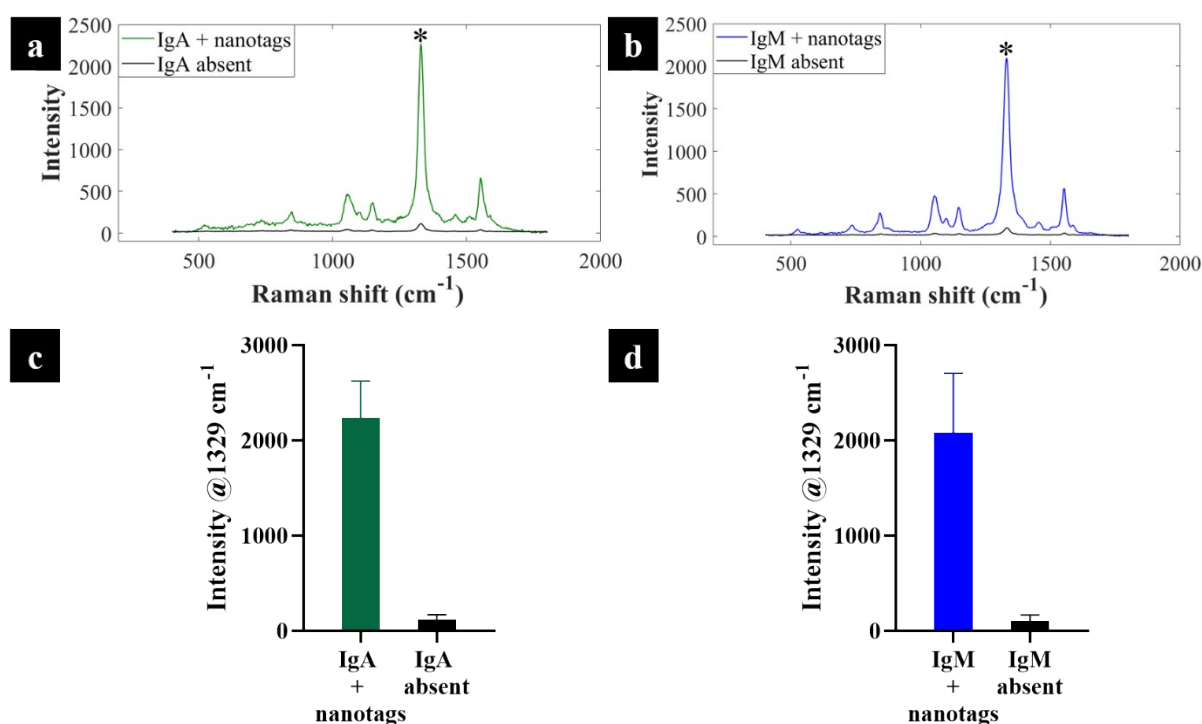 a
2500
2000
1500
1000
500
0
Intensity
IgA + nanotags
IgA absent
*
500
1000
1500
2000
Raman shift (cm⁻¹)
b
2500
2000
1500
1000
500
0
Intensity
IgM + nanotags
IgM absent
*
500
1000
1500
2000
Raman shift (cm⁻¹)
c
3000
2000
1000
0
Intensity @1329 cm⁻¹
IgA
+
nanotags
IgA
absent
d
3000
2000
1000
0
Intensity @1329 cm⁻¹
IgM
+
nanotags
IgM
absent